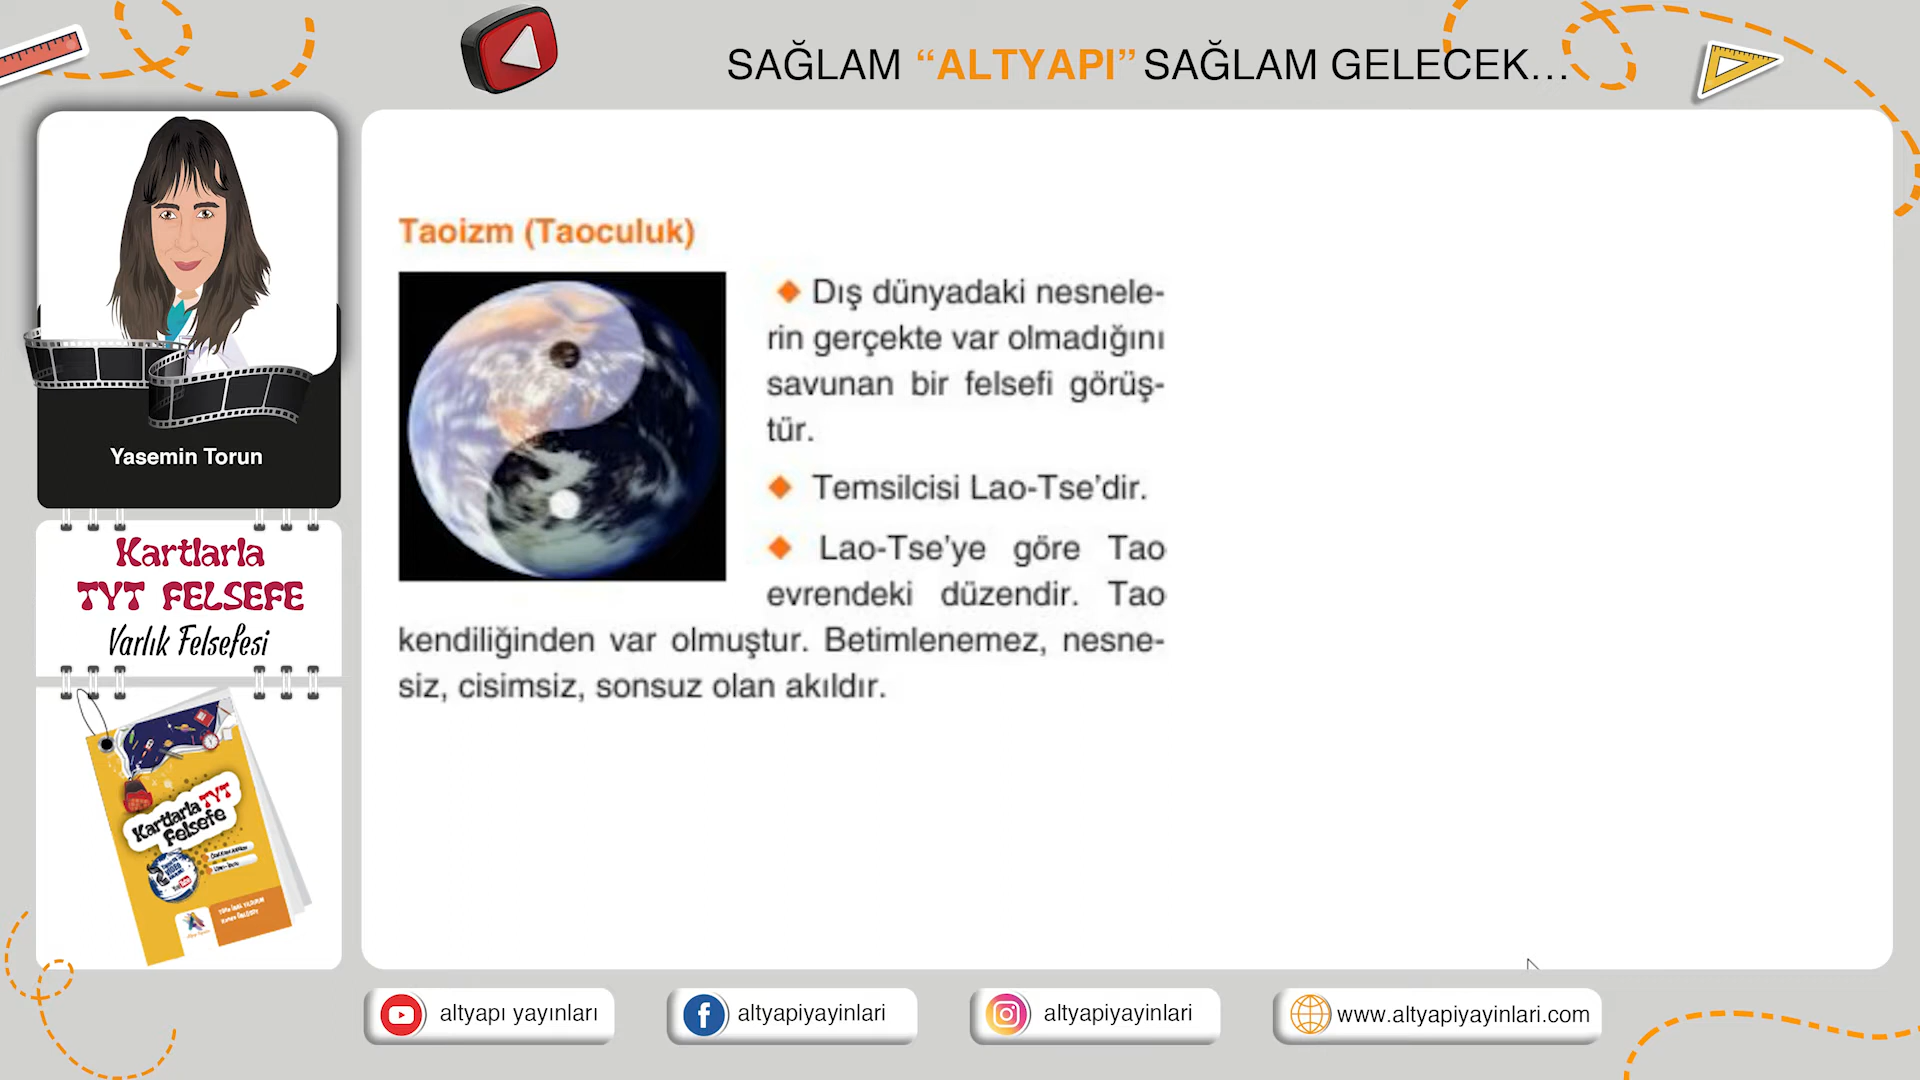 SAĞLAM “ALTYAPI” SAĞLAM GELECEK...
Yasemin Torun
Kartlarla
TYT FELSEFE
Varlık Felsefesi
Kartlarla TYT
Felsefe
Taoizm (Taoculuk)
Dış dünyadaki nesnele-
rin gerçekte var olmadığını
savunan bir felsefi görüş-
tür.
Temsilcisi Lao-Tse’dir.
Lao-Tse’ye göre Tao
evrendeki düzendir. Tao
kendiliğinden var olmuştur. Betimlenemez, nesne-
siz, cisimsiz, sonsuz olan akıldır.
altyapı yayınları
altyapiyayinlari
altyapiyayinlari
www.altyapiyayinlari.com